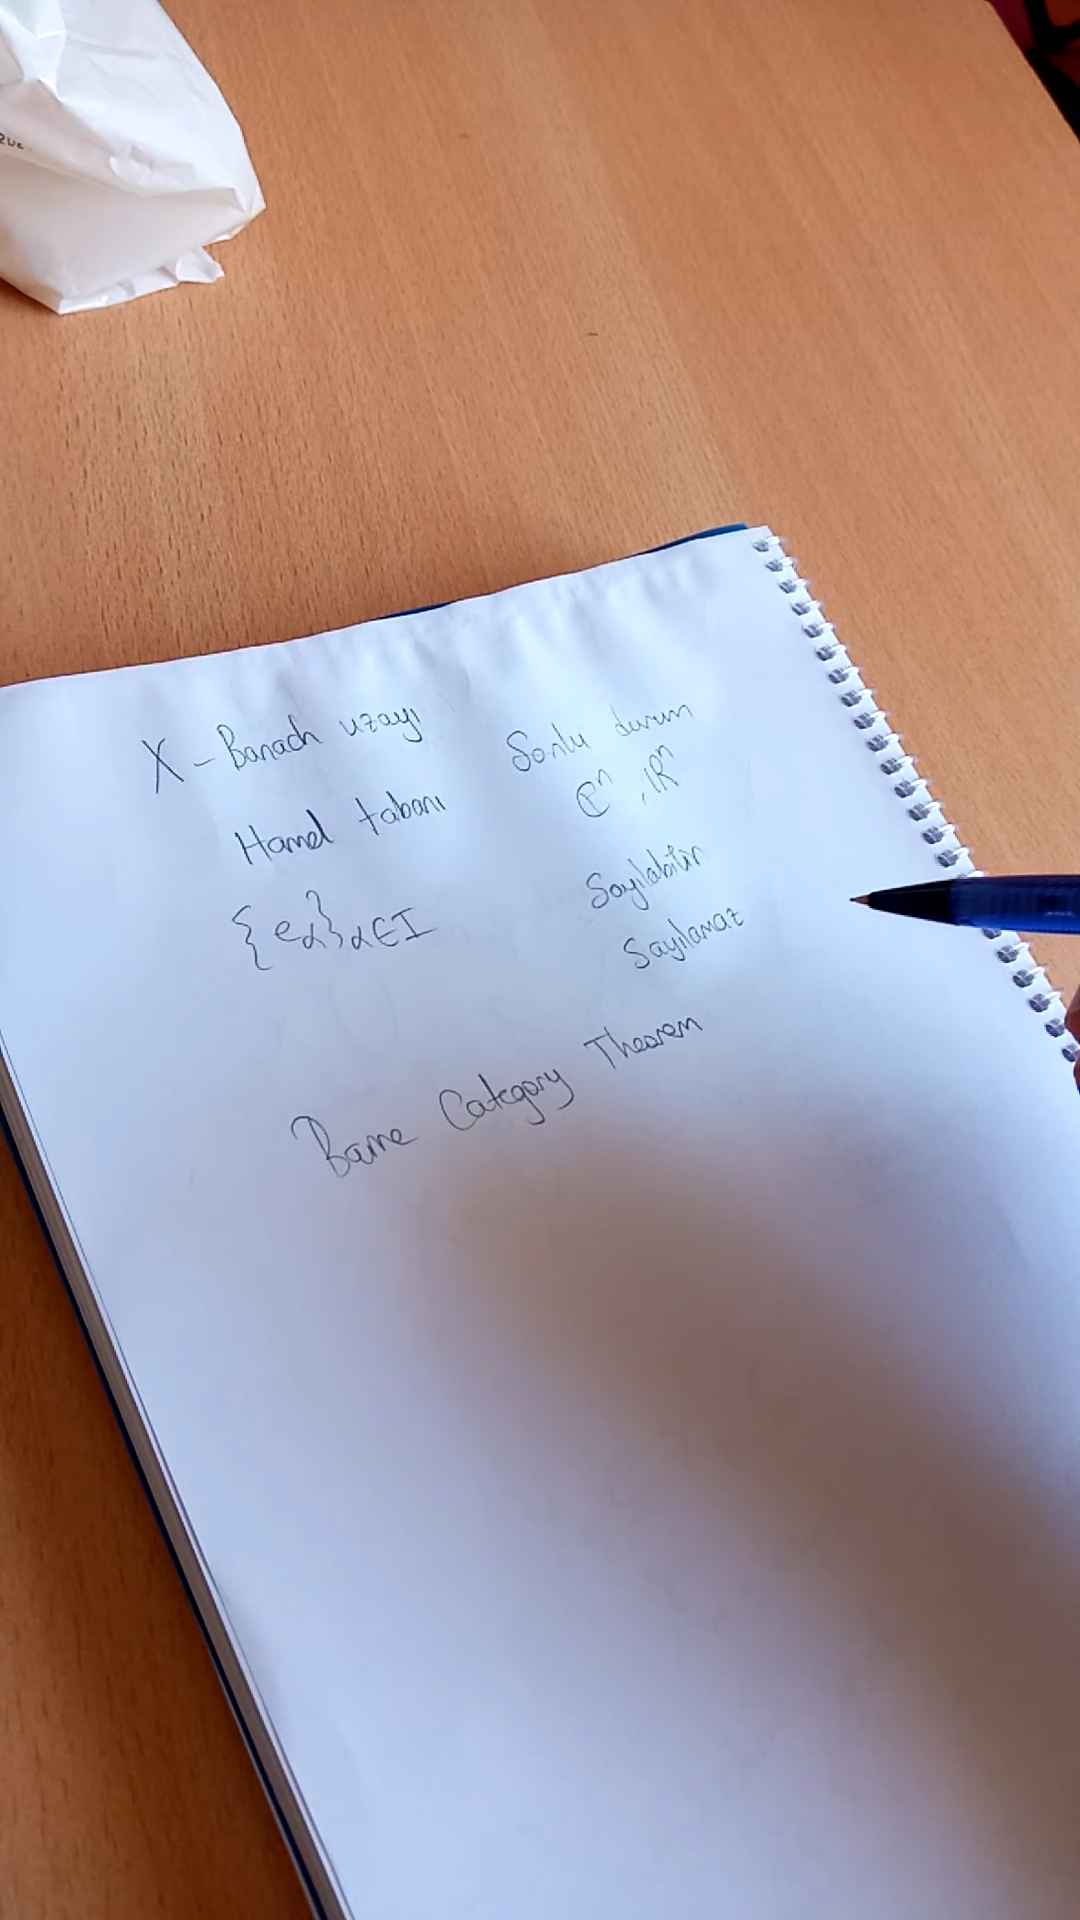 X - Banach uzayı
Hamel tabanı
{eα}α∈I
Sonlu durum
ℂⁿ, ℝⁿ
Sayılabilir
Sayılamaz
Baire Category Theorem